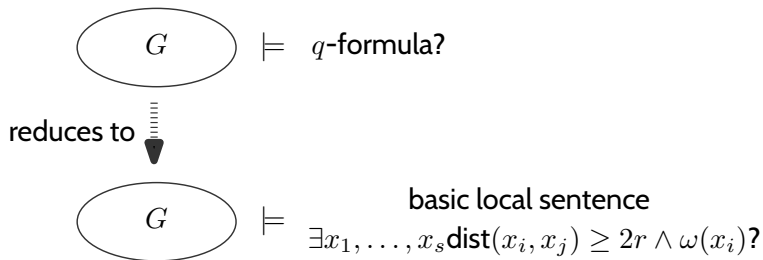 G ⊨ q-formula?
reduces to
basic local sentence
G ⊨ ∃x₁, . . . , xₛdist(xᵢ, xⱼ) ≥ 2r ∧ ω(xᵢ)?